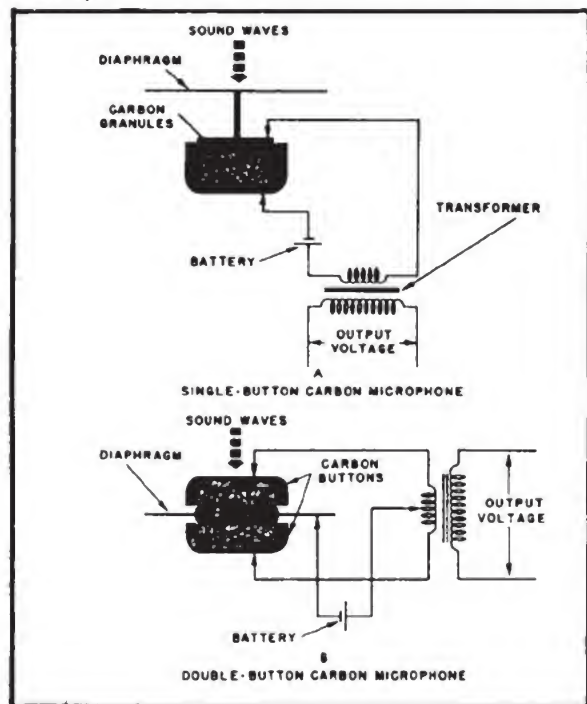 SOUND WAVES
DIAPHRAGM
CARBON
GRANULES
TRANSFORMER
BATTERY
OUTPUT
VOLTAGE
A
SINGLE-BUTTON CARBON MICROPHONE
SOUND WAVES
DIAPHRAGM
CARBON
BUTTONS
OUTPUT
VOLTAGE
BATTERY
B
DOUBLE-BUTTON CARBON MICROPHONE